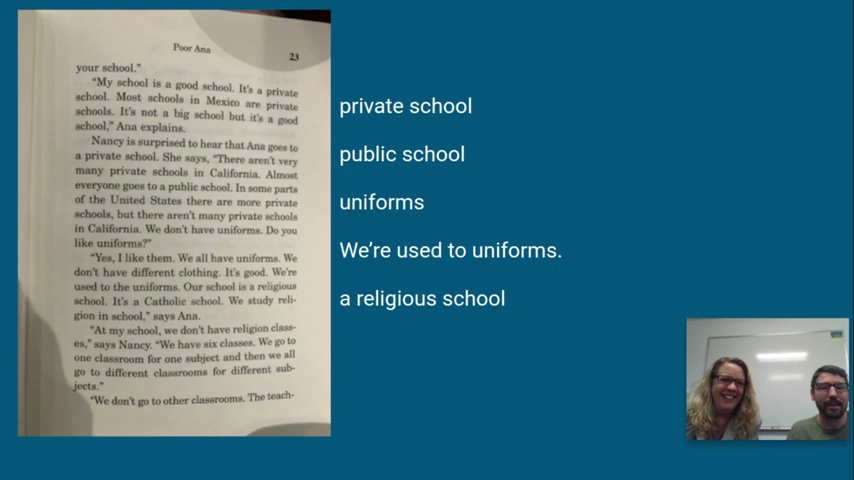 Poor Ana
23
your school."
"My school is a good school. It's a private
school. Most schools in Mexico are private
schools. It's not a big school but it's a good
school," Ana explains.
Nancy is surprised to hear that Ana goes to
a private school. She says, "There aren't very
many private schools in California. Almost
everyone goes to a public school. In some parts
of the United States there are more private
schools, but there aren't many private schools
in California. We don't have uniforms. Do you
like uniforms?"
"Yes, I like them. We all have uniforms. We
don't have different clothing. It's good. We're
used to the uniforms. Our school is a religious
school. It's a Catholic school. We study reli-
gion in school," says Ana.
"At my school, we don't have religion class-
es," says Nancy. "We have six classes. We go to
one classroom for one subject and then we all
go to different classrooms for different sub-
jects."
"We don't go to other classrooms. The teach-
private school
public school
uniforms
We're used to uniforms.
a religious school